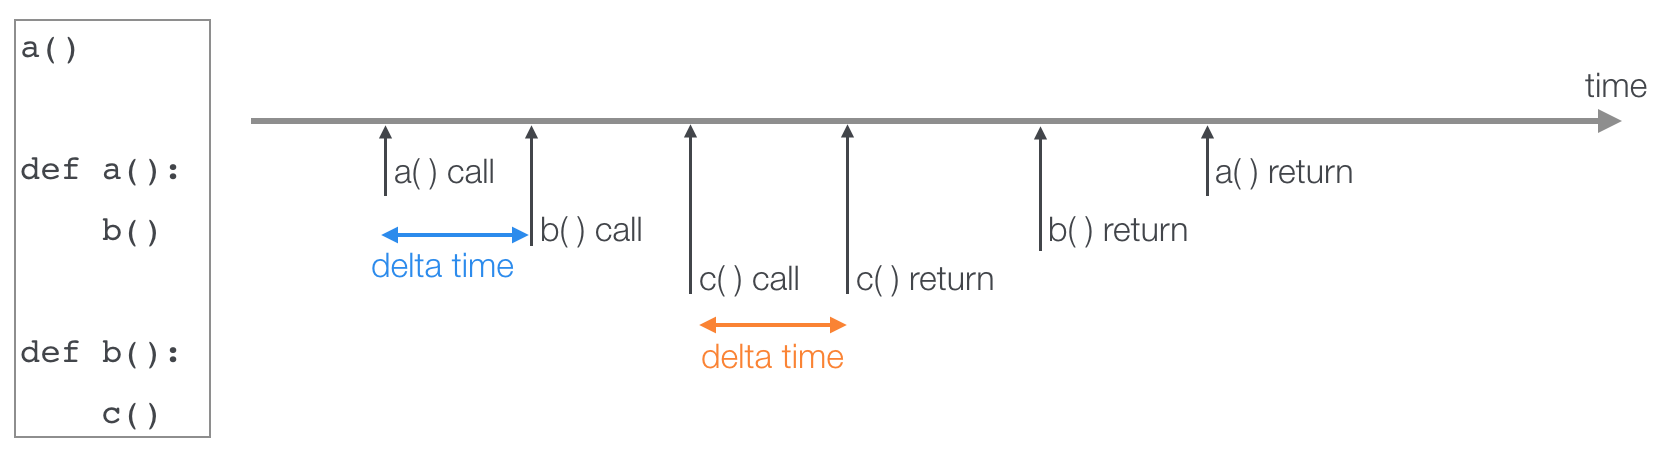 a()
def a():
    b()
def b():
    c()
time
a( ) call
b( ) call
c( ) call
c( ) return
b( ) return
a( ) return
delta time
delta time